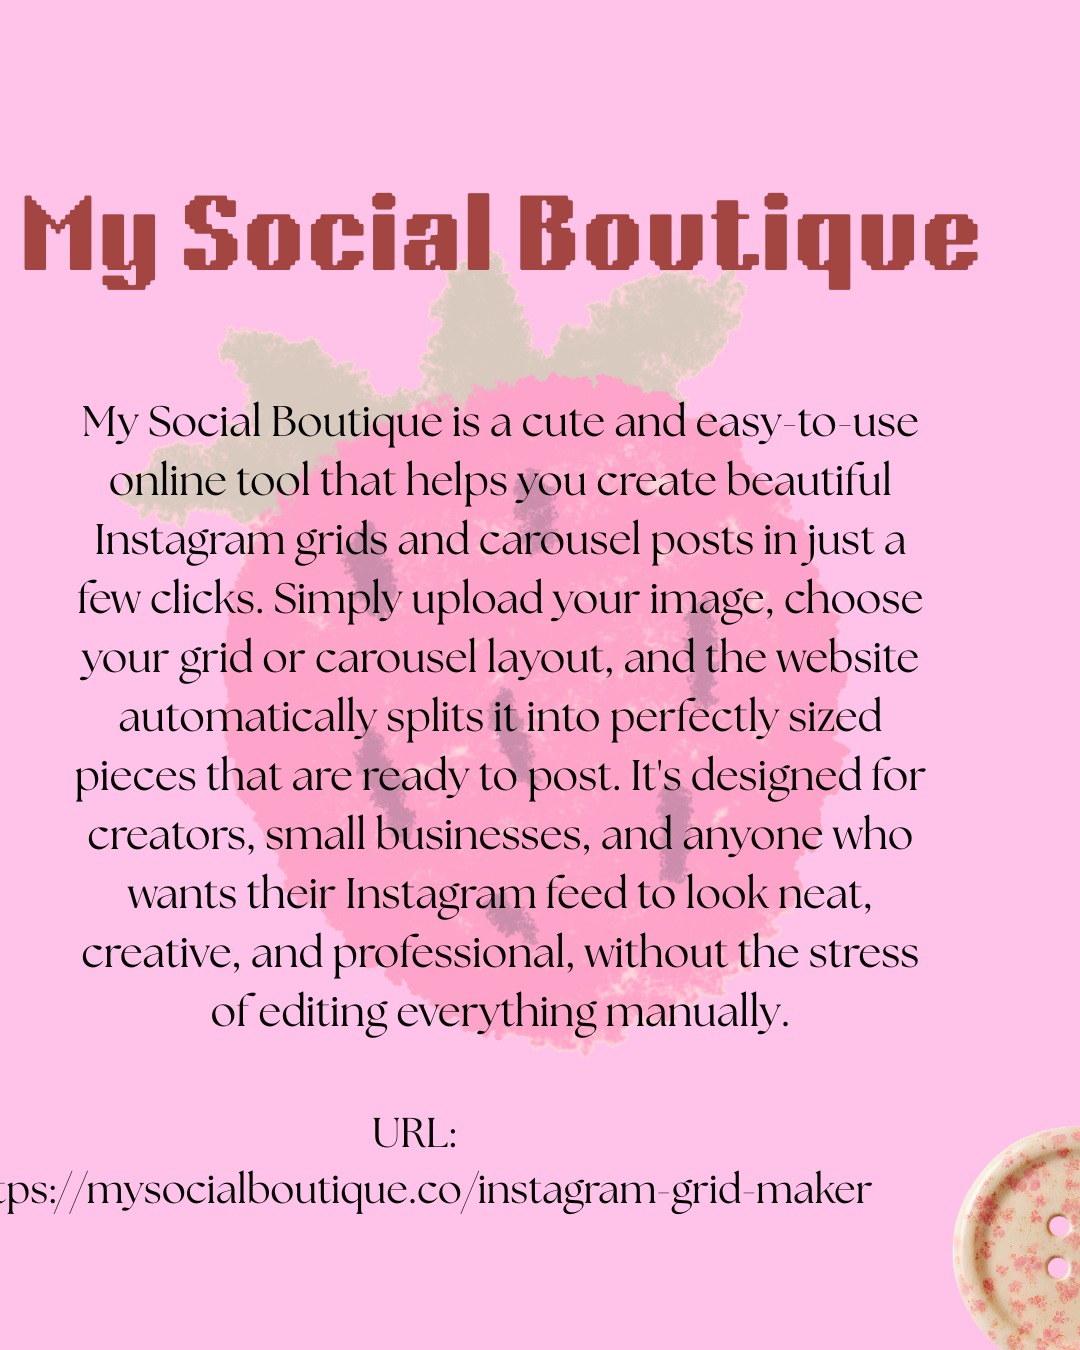 My Social Boutique
My Social Boutique is a cute and easy-to-use
online tool that helps you create beautiful
Instagram grids and carousel posts in just a
few clicks. Simply upload your image, choose
your grid or carousel layout, and the website
automatically splits it into perfectly sized
pieces that are ready to post. It's designed for
creators, small businesses, and anyone who
wants their Instagram feed to look neat,
creative, and professional, without the stress
of editing everything manually.
URL:
tps://mysocialboutique.co/instagram-grid-maker